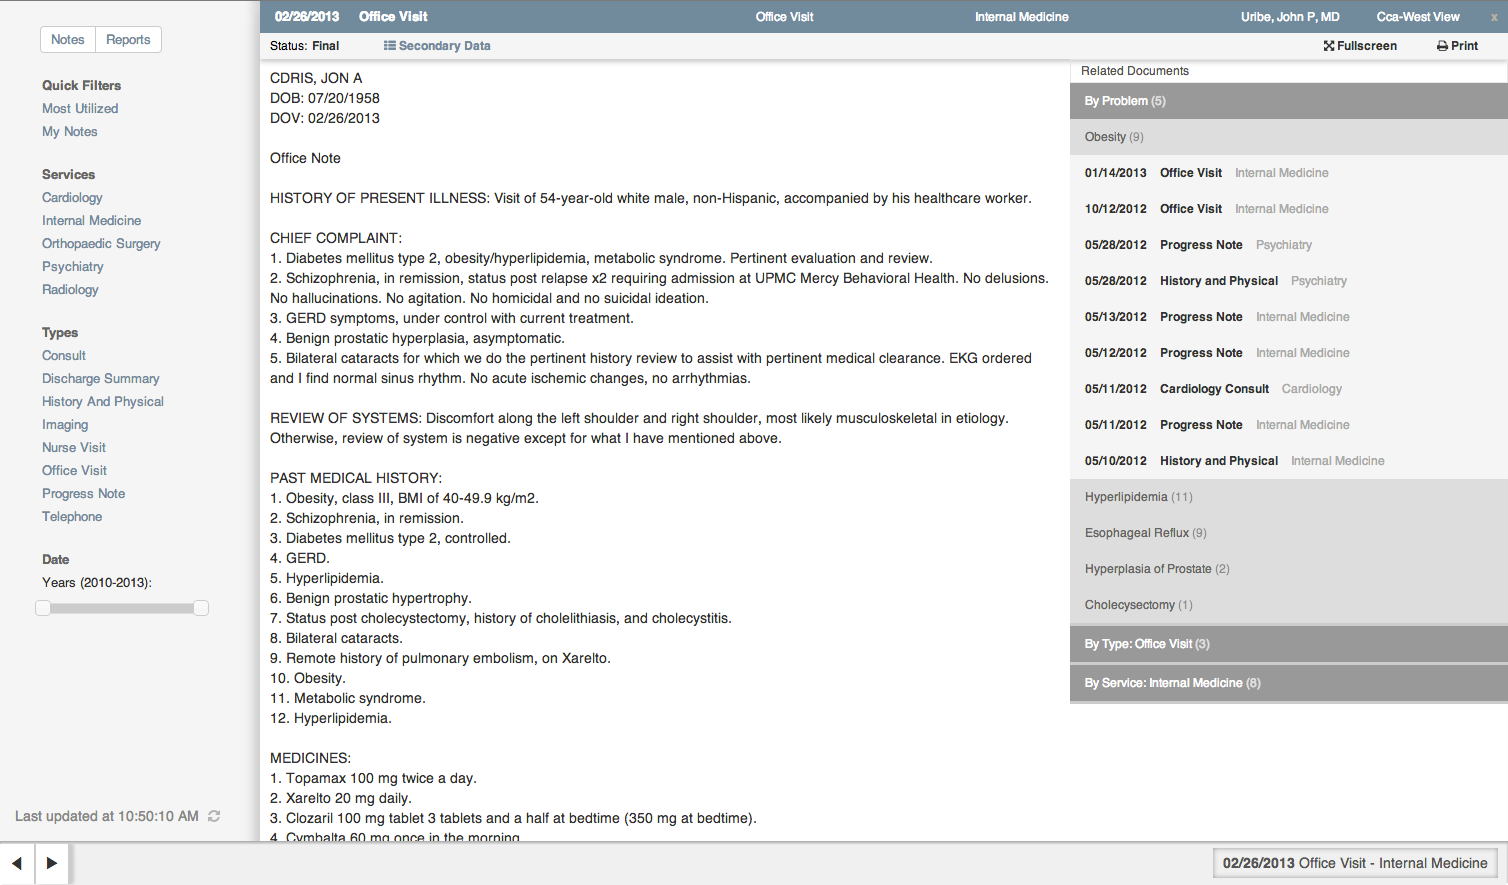 Notes Reports
Quick Filters
Most Utilized
My Notes
Services
Cardiology
Internal Medicine
Orthopaedic Surgery
Psychiatry
Radiology
Types
Consult
Discharge Summary
History And Physical
Imaging
Nurse Visit
Office Visit
Progress Note
Telephone
Date
Years (2010-2013):
Last updated at 10:50:10 AM
02/26/2013 Office Visit Office Visit Internal Medicine Uribe, John P, MD Cca-West View x
Status: Final Secondary Data Fullscreen Print
CDRIS, JON A
DOB: 07/20/1958
DOV: 02/26/2013
Office Note
HISTORY OF PRESENT ILLNESS: Visit of 54-year-old white male, non-Hispanic, accompanied by his healthcare worker.
CHIEF COMPLAINT:
1. Diabetes mellitus type 2, obesity/hyperlipidemia, metabolic syndrome. Pertinent evaluation and review.
2. Schizophrenia, in remission, status post relapse x2 requiring admission at UPMC Mercy Behavioral Health. No delusions.
No hallucinations. No agitation. No homicidal and no suicidal ideation.
3. GERD symptoms, under control with current treatment.
4. Benign prostatic hyperplasia, asymptomatic.
5. Bilateral cataracts for which we do the pertinent history review to assist with pertinent medical clearance. EKG ordered
and I find normal sinus rhythm. No acute ischemic changes, no arrhythmias.
REVIEW OF SYSTEMS: Discomfort along the left shoulder and right shoulder, most likely musculoskeletal in etiology.
Otherwise, review of system is negative except for what I have mentioned above.
PAST MEDICAL HISTORY:
1. Obesity, class III, BMI of 40-49.9 kg/m2.
2. Schizophrenia, in remission.
3. Diabetes mellitus type 2, controlled.
4. GERD.
5. Hyperlipidemia.
6. Benign prostatic hypertrophy.
7. Status post cholecystectomy, history of cholelithiasis, and cholecystitis.
8. Bilateral cataracts.
9. Remote history of pulmonary embolism, on Xarelto.
10. Obesity.
11. Metabolic syndrome.
12. Hyperlipidemia.
MEDICINES:
1. Topamax 100 mg twice a day.
2. Xarelto 20 mg daily.
3. Clozaril 100 mg tablet 3 tablets and a half at bedtime (350 mg at bedtime).
4. Cymbalta 60 mg once in the morning.
Related Documents
By Problem (5)
Obesity (9)
01/14/2013 Office Visit Internal Medicine
10/12/2012 Office Visit Internal Medicine
05/28/2012 Progress Note Psychiatry
05/28/2012 History and Physical Psychiatry
05/13/2012 Progress Note Internal Medicine
05/12/2012 Progress Note Internal Medicine
05/11/2012 Cardiology Consult Cardiology
05/11/2012 Progress Note Internal Medicine
05/10/2012 History and Physical Internal Medicine
Hyperlipidemia (11)
Esophageal Reflux (9)
Hyperplasia of Prostate (2)
Cholecysectomy (1)
By Type: Office Visit (3)
By Service: Internal Medicine (8)
02/26/2013 Office Visit - Internal Medicine